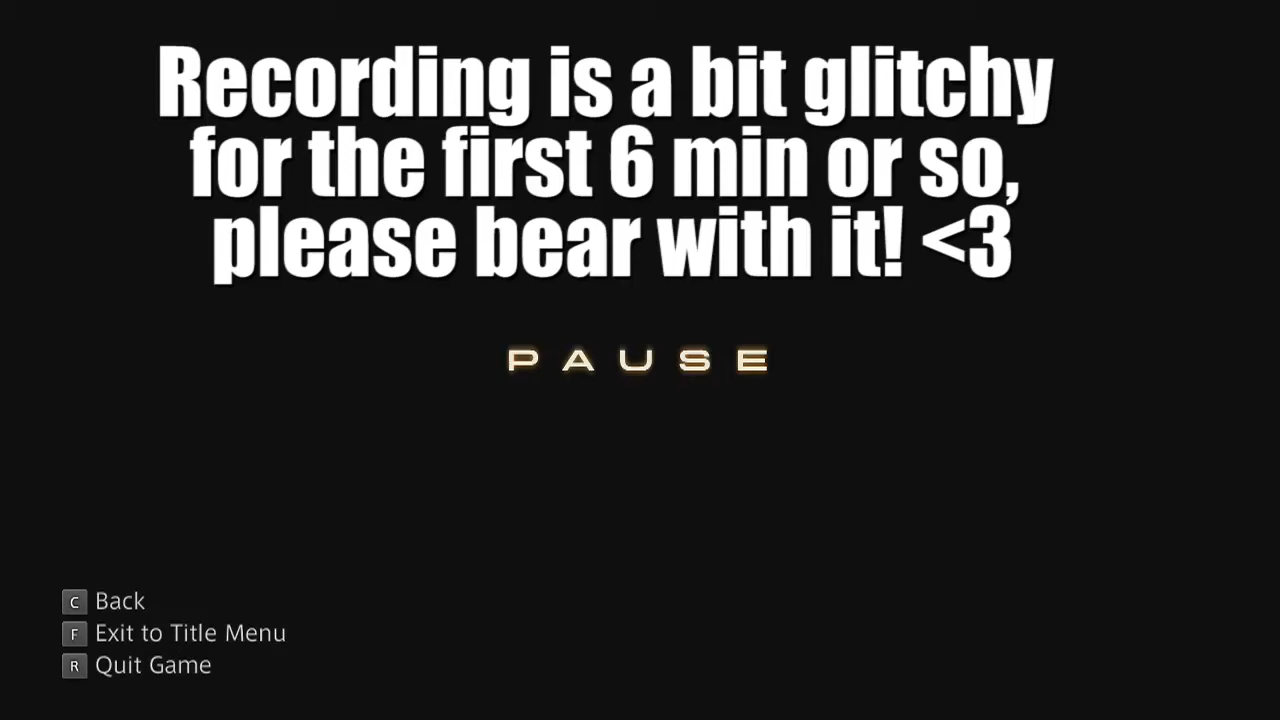 Recording is a bit glitchy
for the first 6 min or so,
please bear with it! <3
PAUSE
C Back
F Exit to Title Menu
R Quit Game